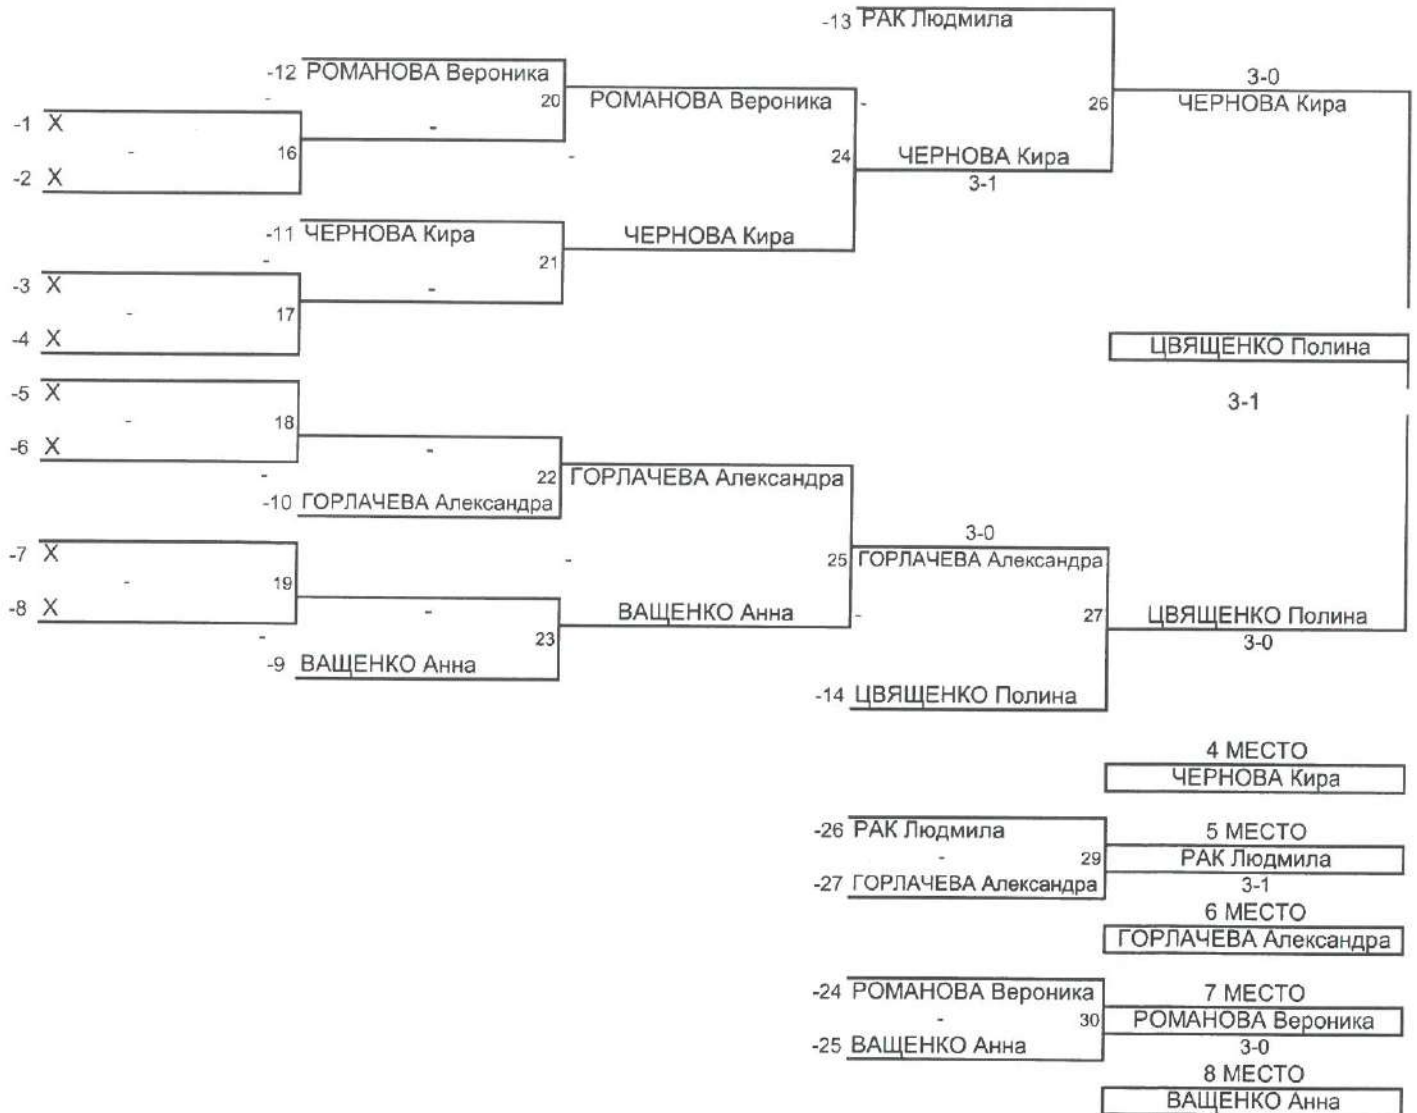 -13 РАК Людмила
-12 РОМАНОВА Вероника
3-0
- 20 РОМАНОВА Вероника - 26 ЧЕРНОВА Кира
-1 X -
- 16 24 ЧЕРНОВА Кира
-
-2 X 3-1
-11 ЧЕРНОВА Кира ЧЕРНОВА Кира
- 21
-3 X -
- 17
-4 X ЦВЯЩЕНКО Полина
-5 X 3-1
- 18
-6 X -
- 22 ГОРЛАЧЕВА Александра
-10 ГОРЛАЧЕВА Александра
3-0
-7 X - 25 ГОРЛАЧЕВА Александра
- 19
-8 X - ВАЩЕНКО Анна - 27 ЦВЯЩЕНКО Полина
- 23 3-0
-9 ВАЩЕНКО Анна
-14 ЦВЯЩЕНКО Полина
4 МЕСТО
ЧЕРНОВА Кира
-26 РАК Людмила 5 МЕСТО
- 29 РАК Людмила
-27 ГОРЛАЧЕВА Александра 3-1
6 МЕСТО
ГОРЛАЧЕВА Александра
-24 РОМАНОВА Вероника 7 МЕСТО
- 30 РОМАНОВА Вероника
-25 ВАЩЕНКО Анна 3-0
8 МЕСТО
ВАЩЕНКО Анна